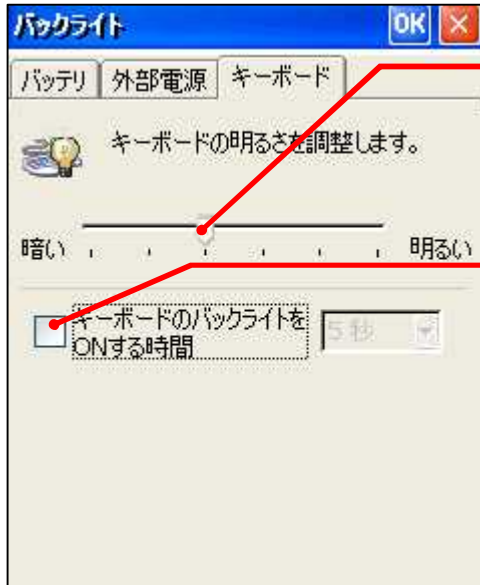 バックライト OK
バッテリ 外部電源 キーボード
キーボードの明るさを調整します。
暗い 明るい
キーボードのバックライトを
ONする時間
5 秒